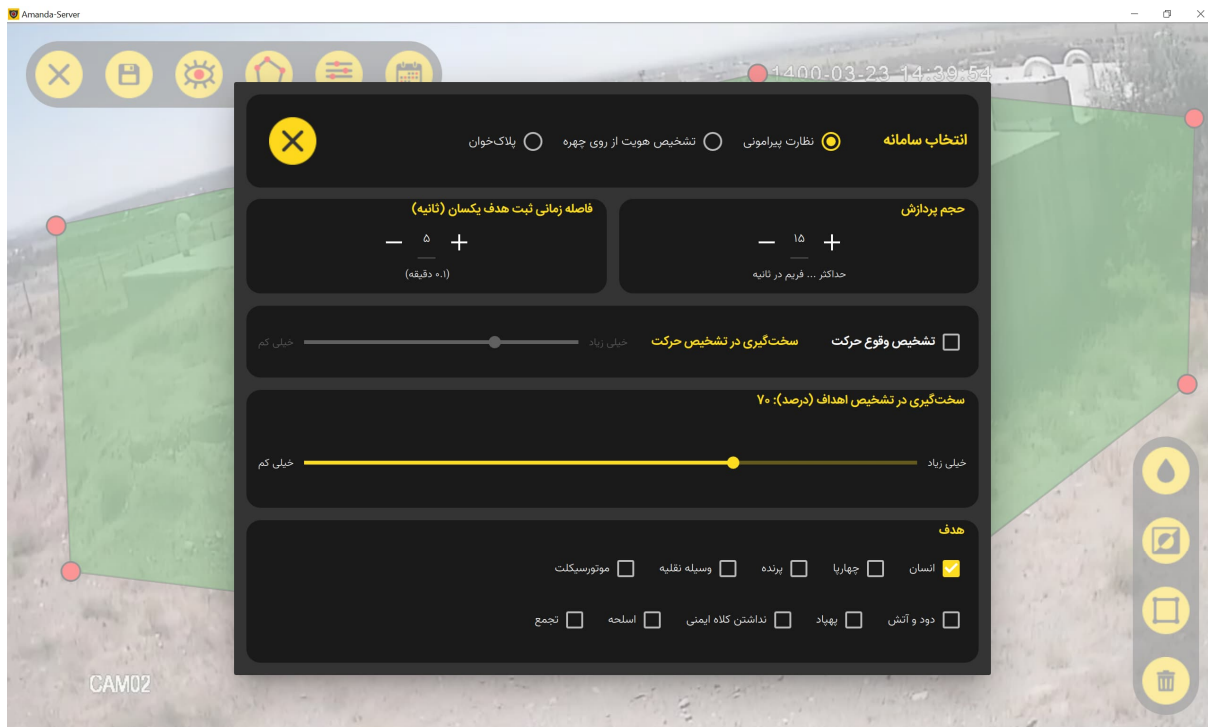 Amanda-Server
1400-03-23 14:39:54
انتخاب سامانه
نظارت پیرامونی
تشخیص هویت از روی چهره
پلاک‌خوان
حجم پردازش
۱۵
حداکثر ... فریم در ثانیه
فاصله زمانی ثبت هدف یکسان (ثانیه)
۵
(۰.۱ دقیقه)
تشخیص وقوع حرکت
سخت‌گیری در تشخیص حرکت
خیلی زیاد
خیلی کم
سخت‌گیری در تشخیص اهداف (درصد): ۷۰
خیلی زیاد
خیلی کم
هدف
انسان
چهارپا
پرنده
وسیله نقلیه
موتورسیکلت
دود و آتش
پهپاد
نداشتن کلاه ایمنی
اسلحه
تجمع
CAM02